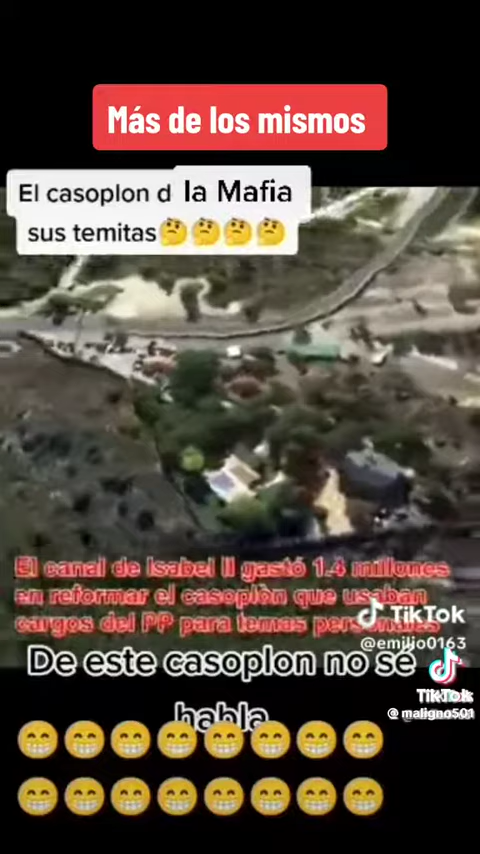 Más de los mismos
El casoplon d la Mafia
sus temitas🤔🤔🤔🤔
El canal de Isabel II gastó 1.4 millones
en reformar el casoplòn que usaban
cargos del PP para temas personales
TikTok
@emilio0163
De este casoplon no se
habla
TikTok
@maligno501
😁😁😁😁😁😁😁😁
😁😁😁😁😁😁😁😁